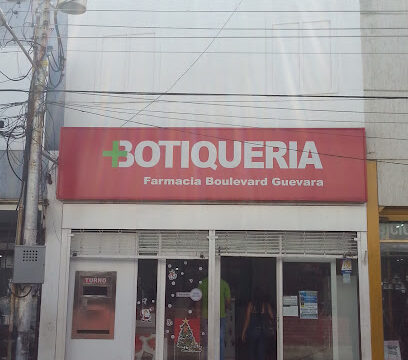 +BOTIQUERIA
Farmacia Boulevard Guevara
TURNO